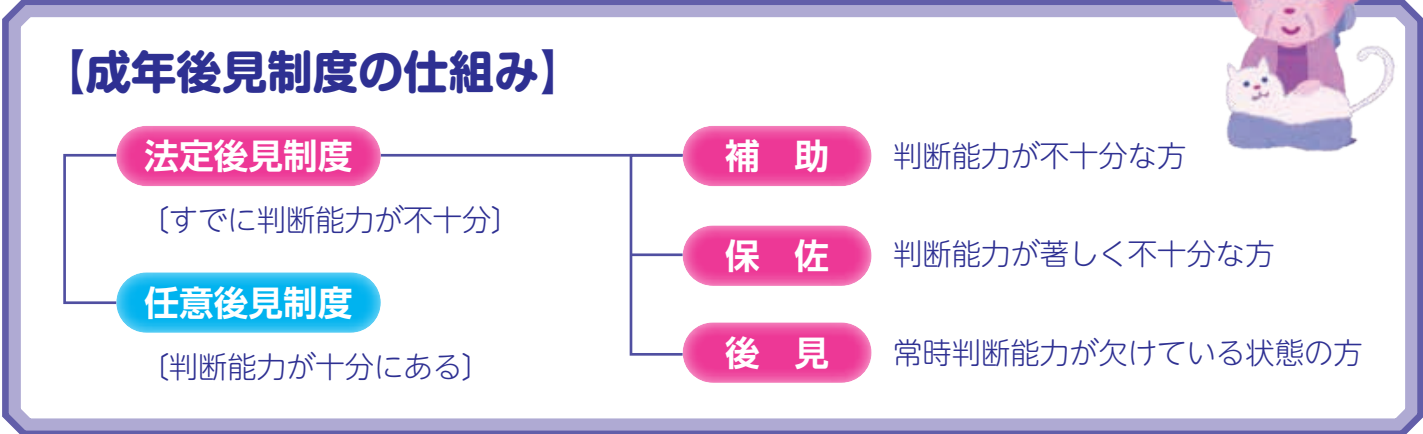 【成年後見制度の仕組み】
法定後見制度
〔すでに判断能力が不十分〕
任意後見制度
〔判断能力が十分にある〕
補　助
判断能力が不十分な方
保　佐
判断能力が著しく不十分な方
後　見
常時判断能力が欠けている状態の方